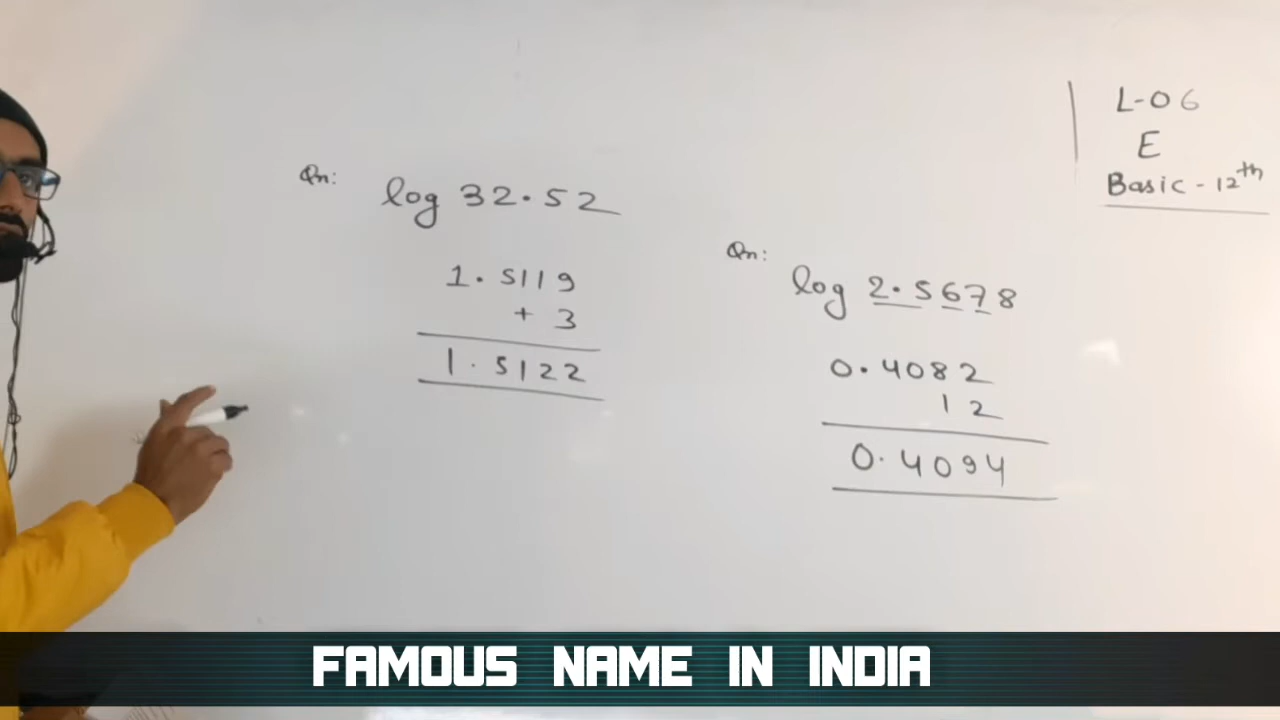 L-06
E
Basic - 12th
Qn:
log 32.52
1.5119
+ 3
1.5122
Qn:
log 2.5678
0.4082
12
0.4094
FAMOUS NAME IN INDIA